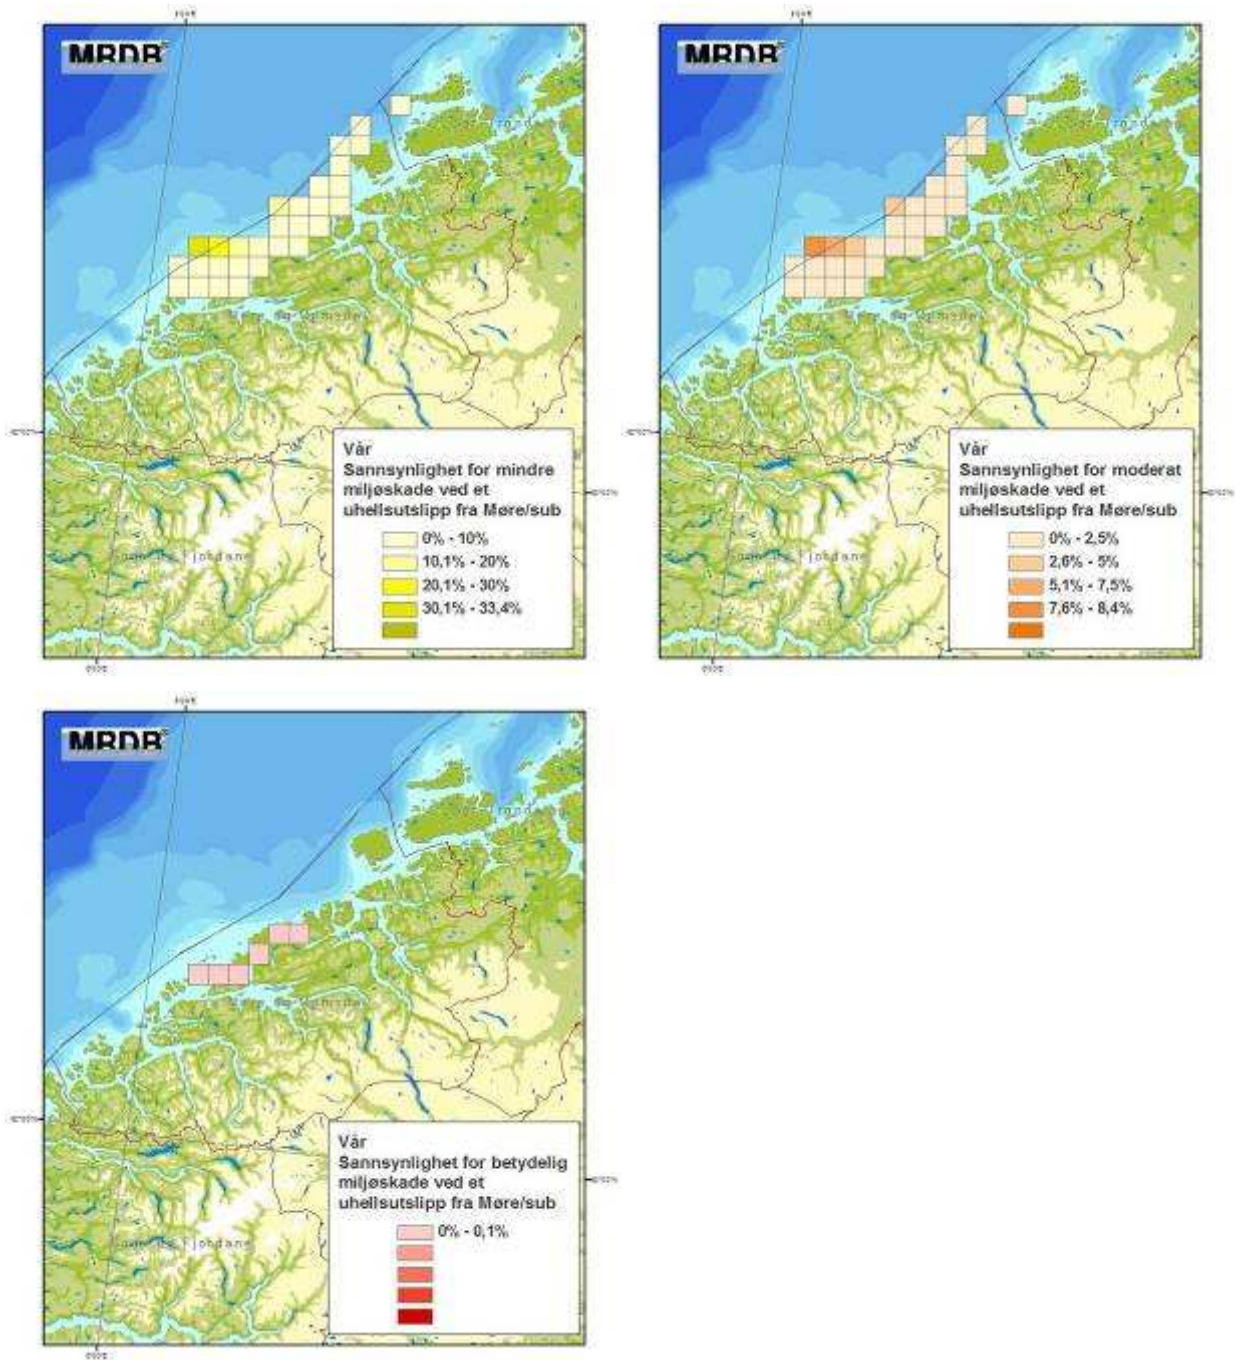 MRDB®
Vår
Sannsynlighet for mindre
miljøskade ved et
uhellsutslipp fra Møre/sub
0% - 10%
10,1% - 20%
20,1% - 30%
30,1% - 33,4%
MRDB®
Vår
Sannsynlighet for moderat
miljøskade ved et
uhellsutslipp fra Møre/sub
0% - 2,5%
2,6% - 5%
5,1% - 7,5%
7,6% - 8,4%
MRDB®
Vår
Sannsynlighet for betydelig
miljøskade ved et
uhellsutslipp fra Møre/sub
0% - 0,1%